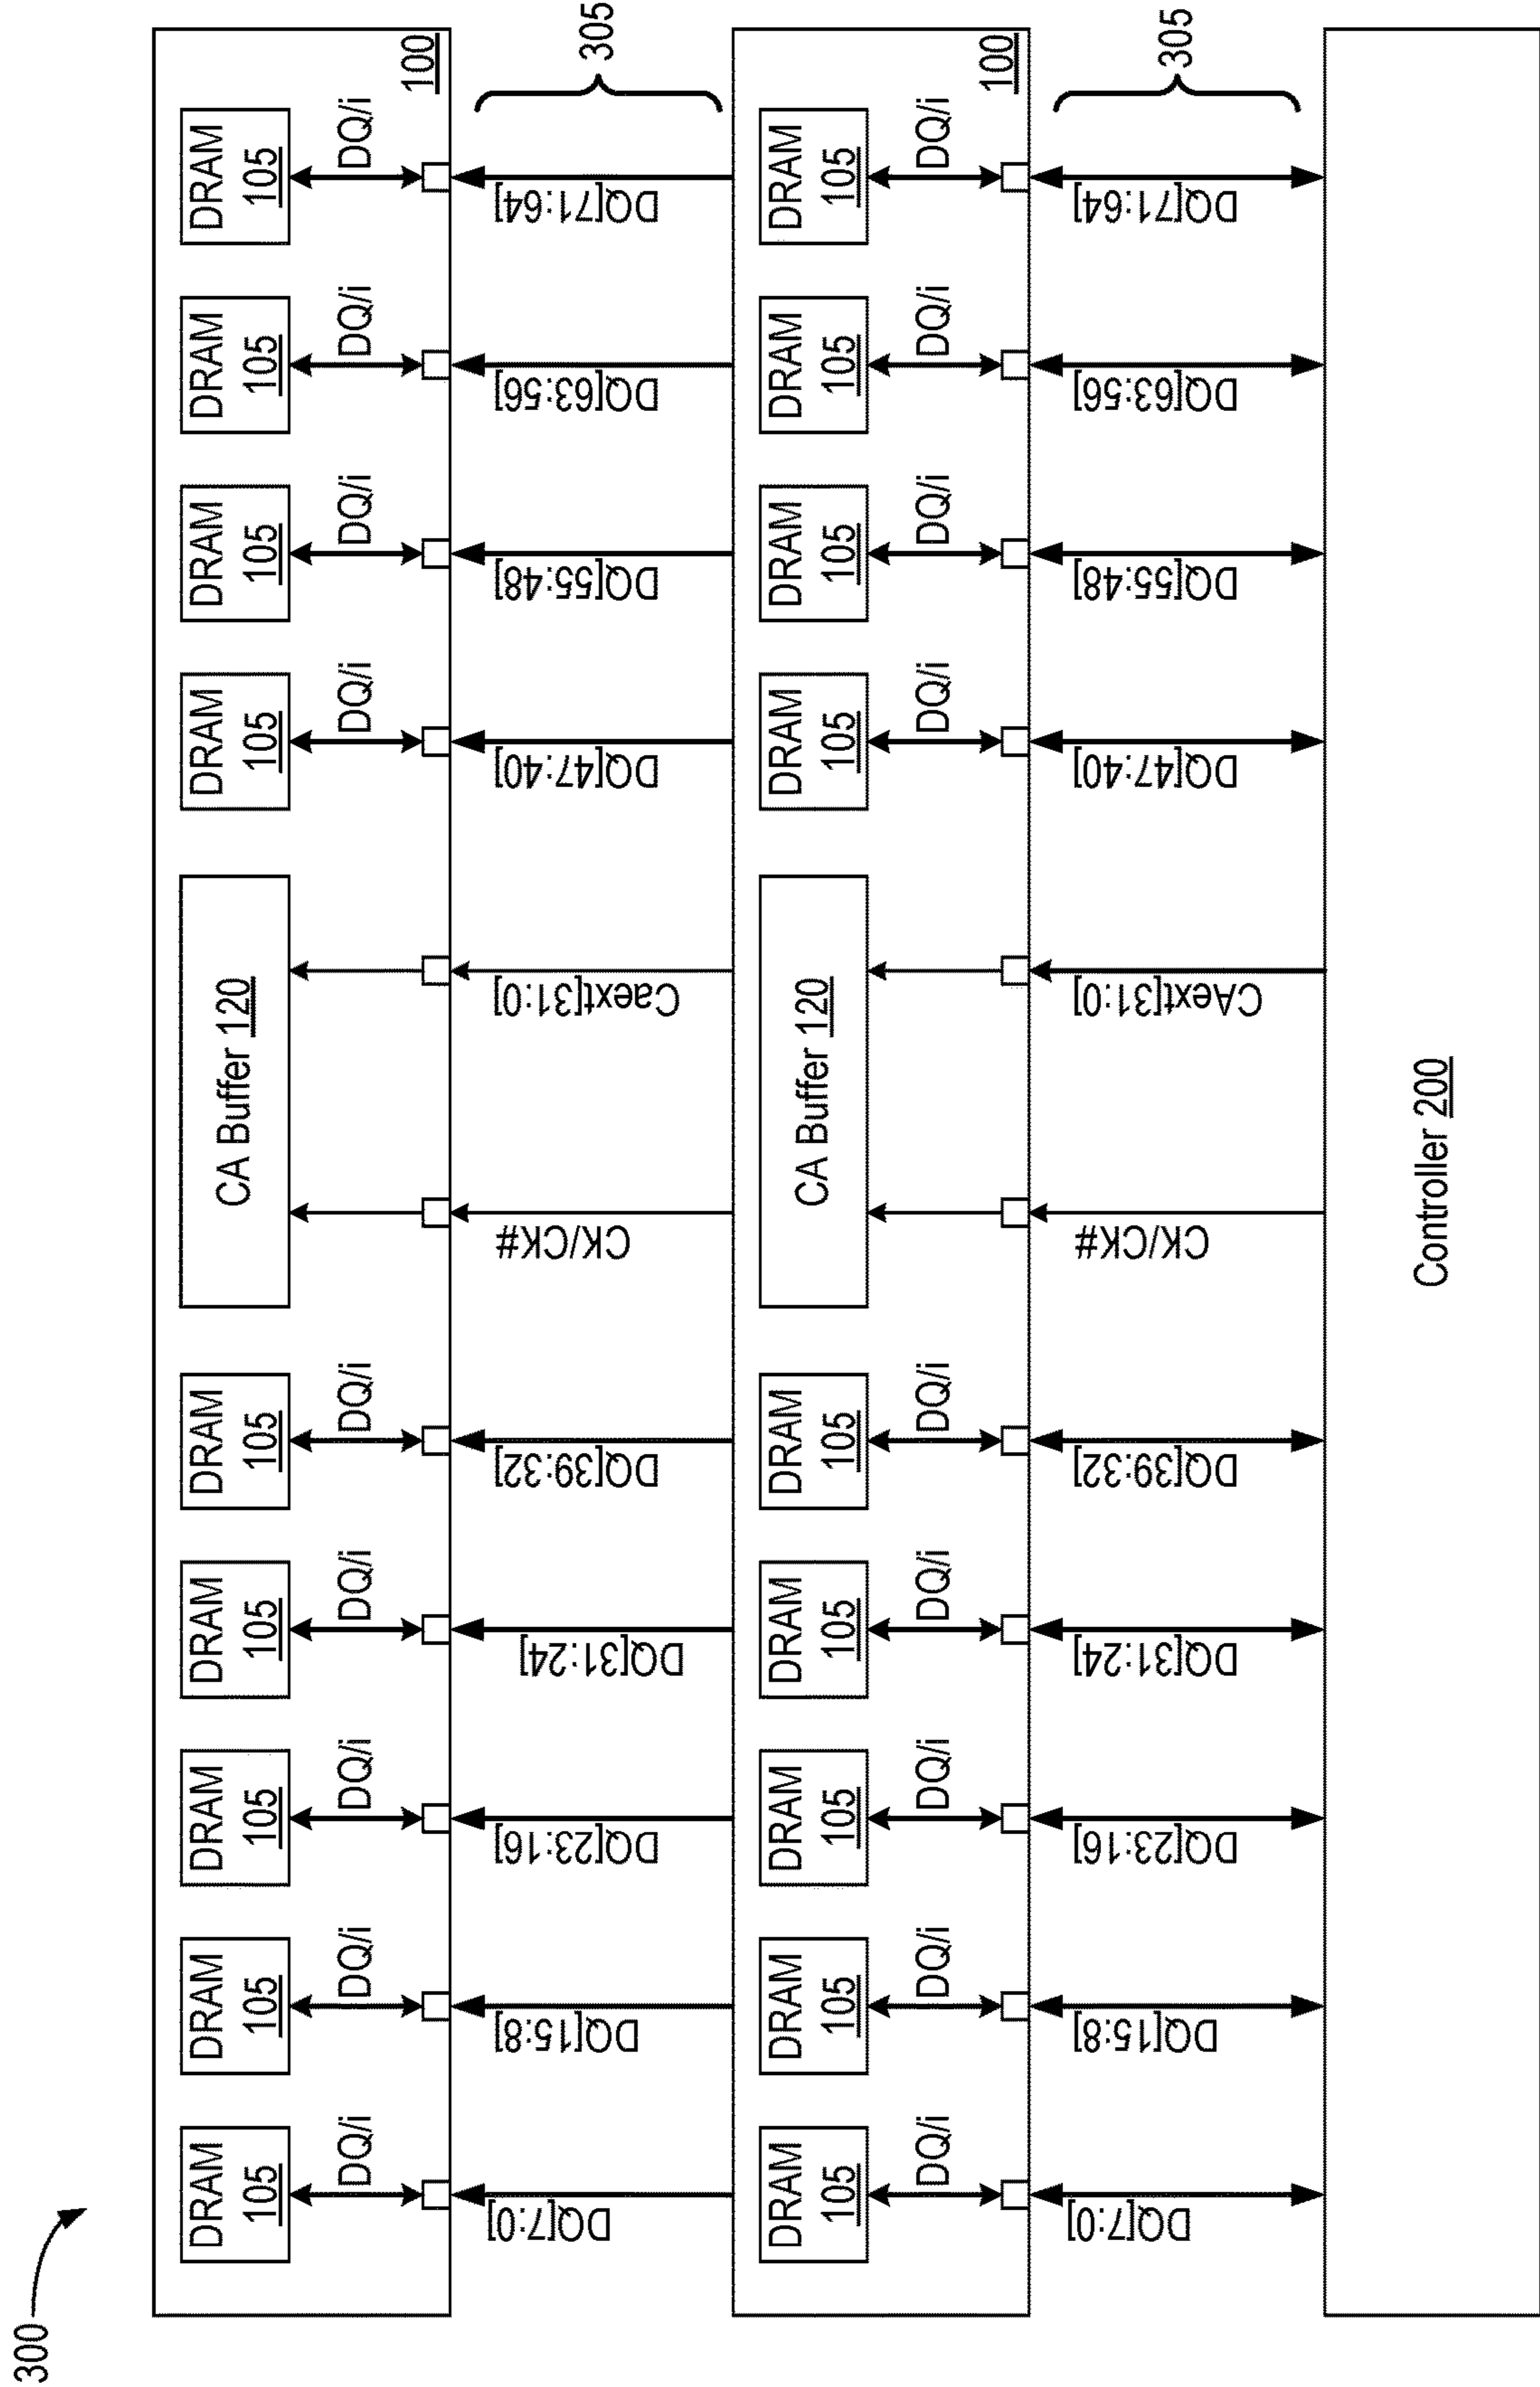 300
DRAM DRAM DRAM DRAM DRAM DRAM DRAM DRAM DRAM
CA Buffer 120
105 105 105 105 105 105 105 105 105
DQ/i DQ/i DQ/i DQ/i DQ/i DQ/i DQ/i DQ/i DQ/i
100
DQ[7:0] DQ[15:8] DQ[23:16] DQ[31:24] DQ[39:32] CK/CK# Caext[31:0] DQ[47:40] DQ[55:48] DQ[63:56] DQ[71:64]
305
DRAM DRAM DRAM DRAM DRAM DRAM DRAM DRAM DRAM
CA Buffer 120
105 105 105 105 105 105 105 105 105
DQ/i DQ/i DQ/i DQ/i DQ/i DQ/i DQ/i DQ/i DQ/i
100
DQ[7:0] DQ[15:8] DQ[23:16] DQ[31:24] DQ[39:32] CK/CK# CAext[31:0] DQ[47:40] DQ[55:48] DQ[63:56] DQ[71:64]
305
Controller 200